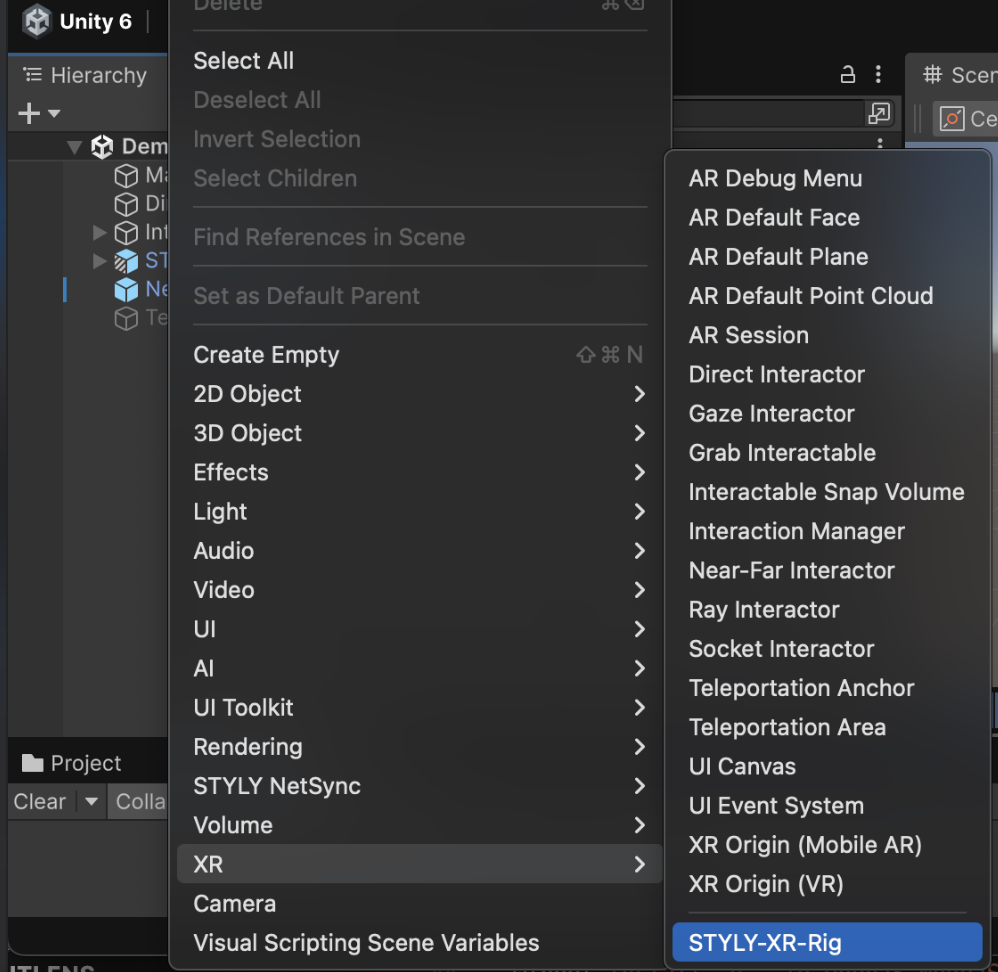 Unity 6
Hierarchy
Dem
Ma
Di
Int
ST
Ne
Te
Project
Clear
Colla
Delete
Select All
Deselect All
Invert Selection
Select Children
Find References in Scene
Set as Default Parent
Create Empty ⇧ ⌘ N
2D Object
3D Object
Effects
Light
Audio
Video
UI
AI
UI Toolkit
Rendering
STYLY NetSync
Volume
XR
Camera
Visual Scripting Scene Variables
Scen
Ce
AR Debug Menu
AR Default Face
AR Default Plane
AR Default Point Cloud
AR Session
Direct Interactor
Gaze Interactor
Grab Interactable
Interactable Snap Volume
Interaction Manager
Near-Far Interactor
Ray Interactor
Socket Interactor
Teleportation Anchor
Teleportation Area
UI Canvas
UI Event System
XR Origin (Mobile AR)
XR Origin (VR)
STYLY-XR-Rig